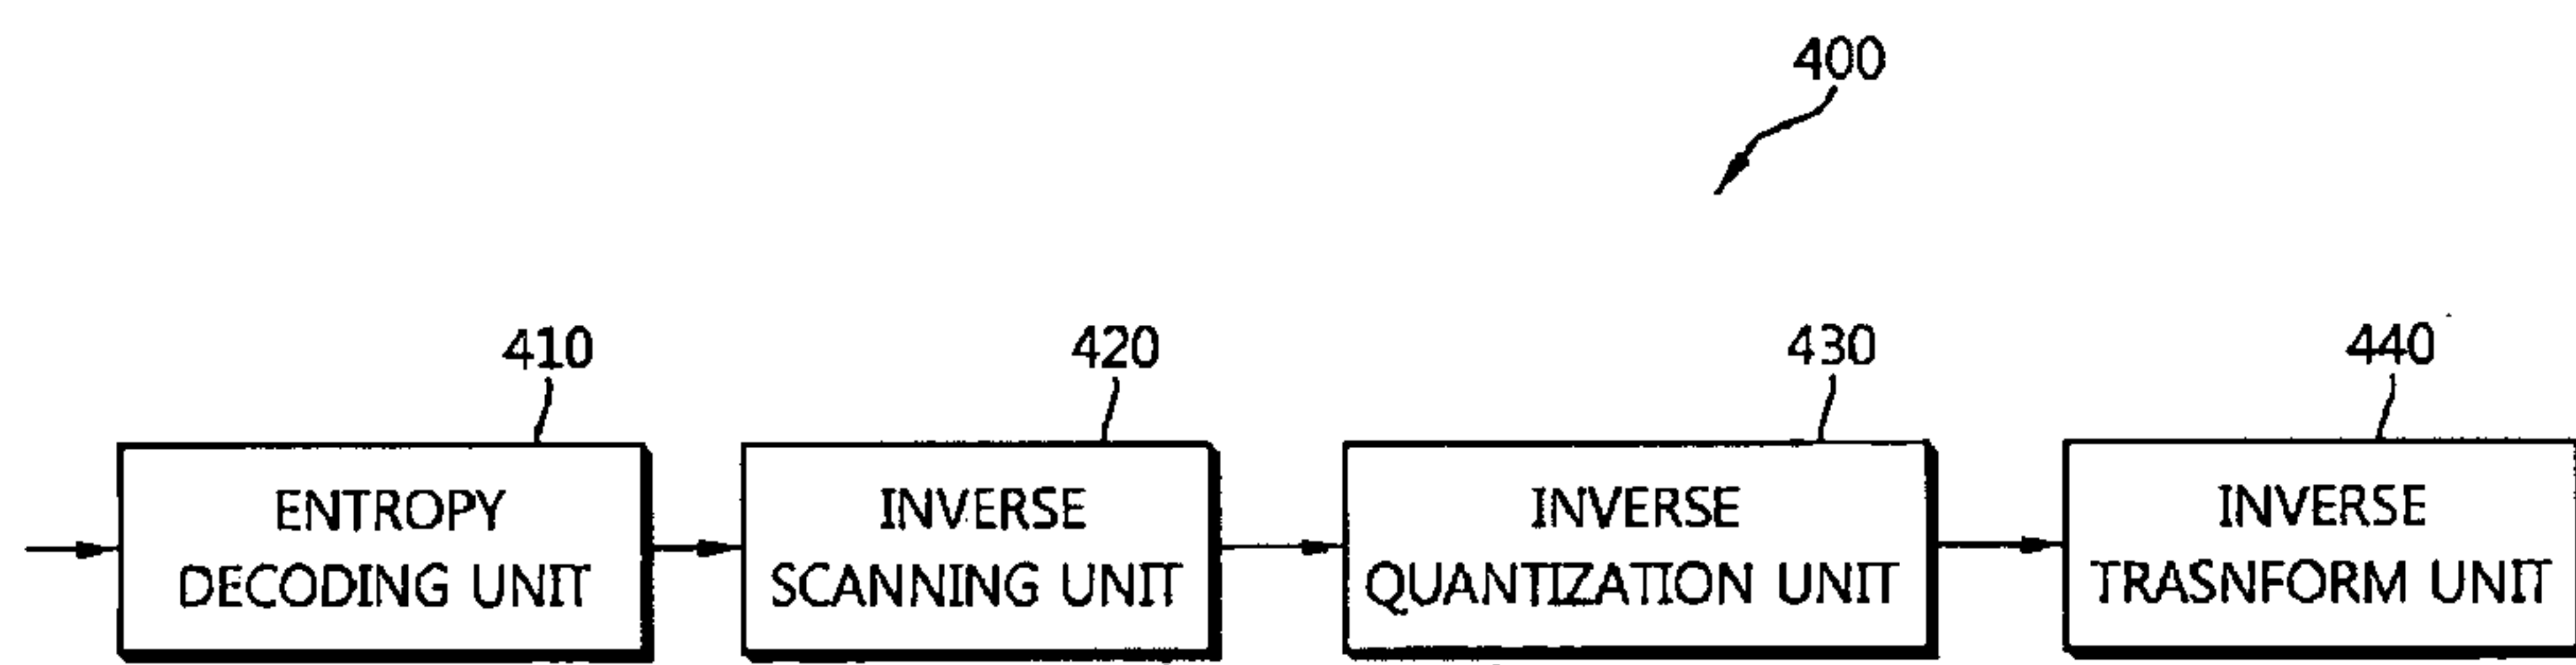 400
410
420
430
440
ENTROPY
DECODING UNIT
INVERSE
SCANNING UNIT
INVERSE
QUANTIZATION UNIT
INVERSE
TRASNFORM UNIT